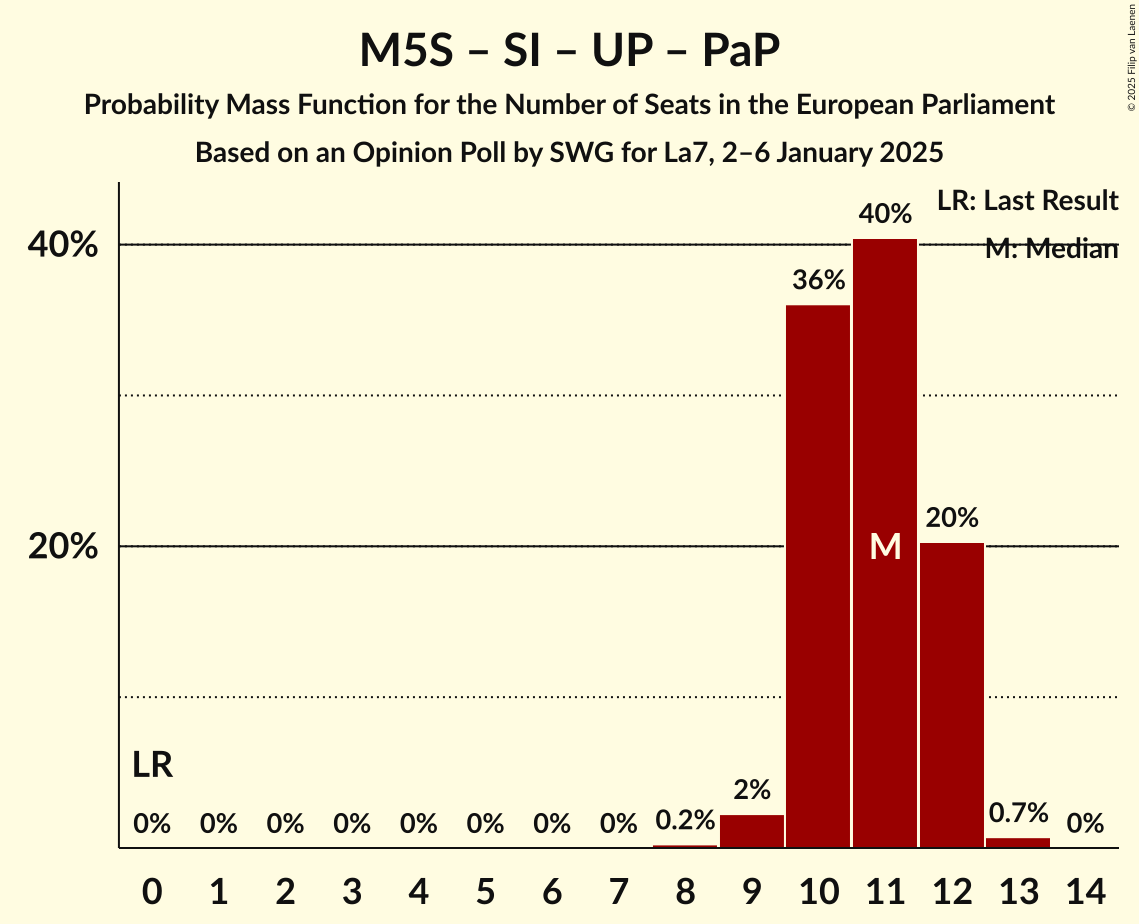 M5S – SI – UP – PaP
Probability Mass Function for the Number of Seats in the European Parliament
Based on an Opinion Poll by SWG for La7, 2–6 January 2025
© 2025 Filip van Laenen
LR: Last Result
M: Median
40%
20%
40%
36%
20%
M
LR
0% 0% 0% 0% 0% 0% 0% 0% 0.2% 2% 0.7% 0%
0 1 2 3 4 5 6 7 8 9 10 11 12 13 14